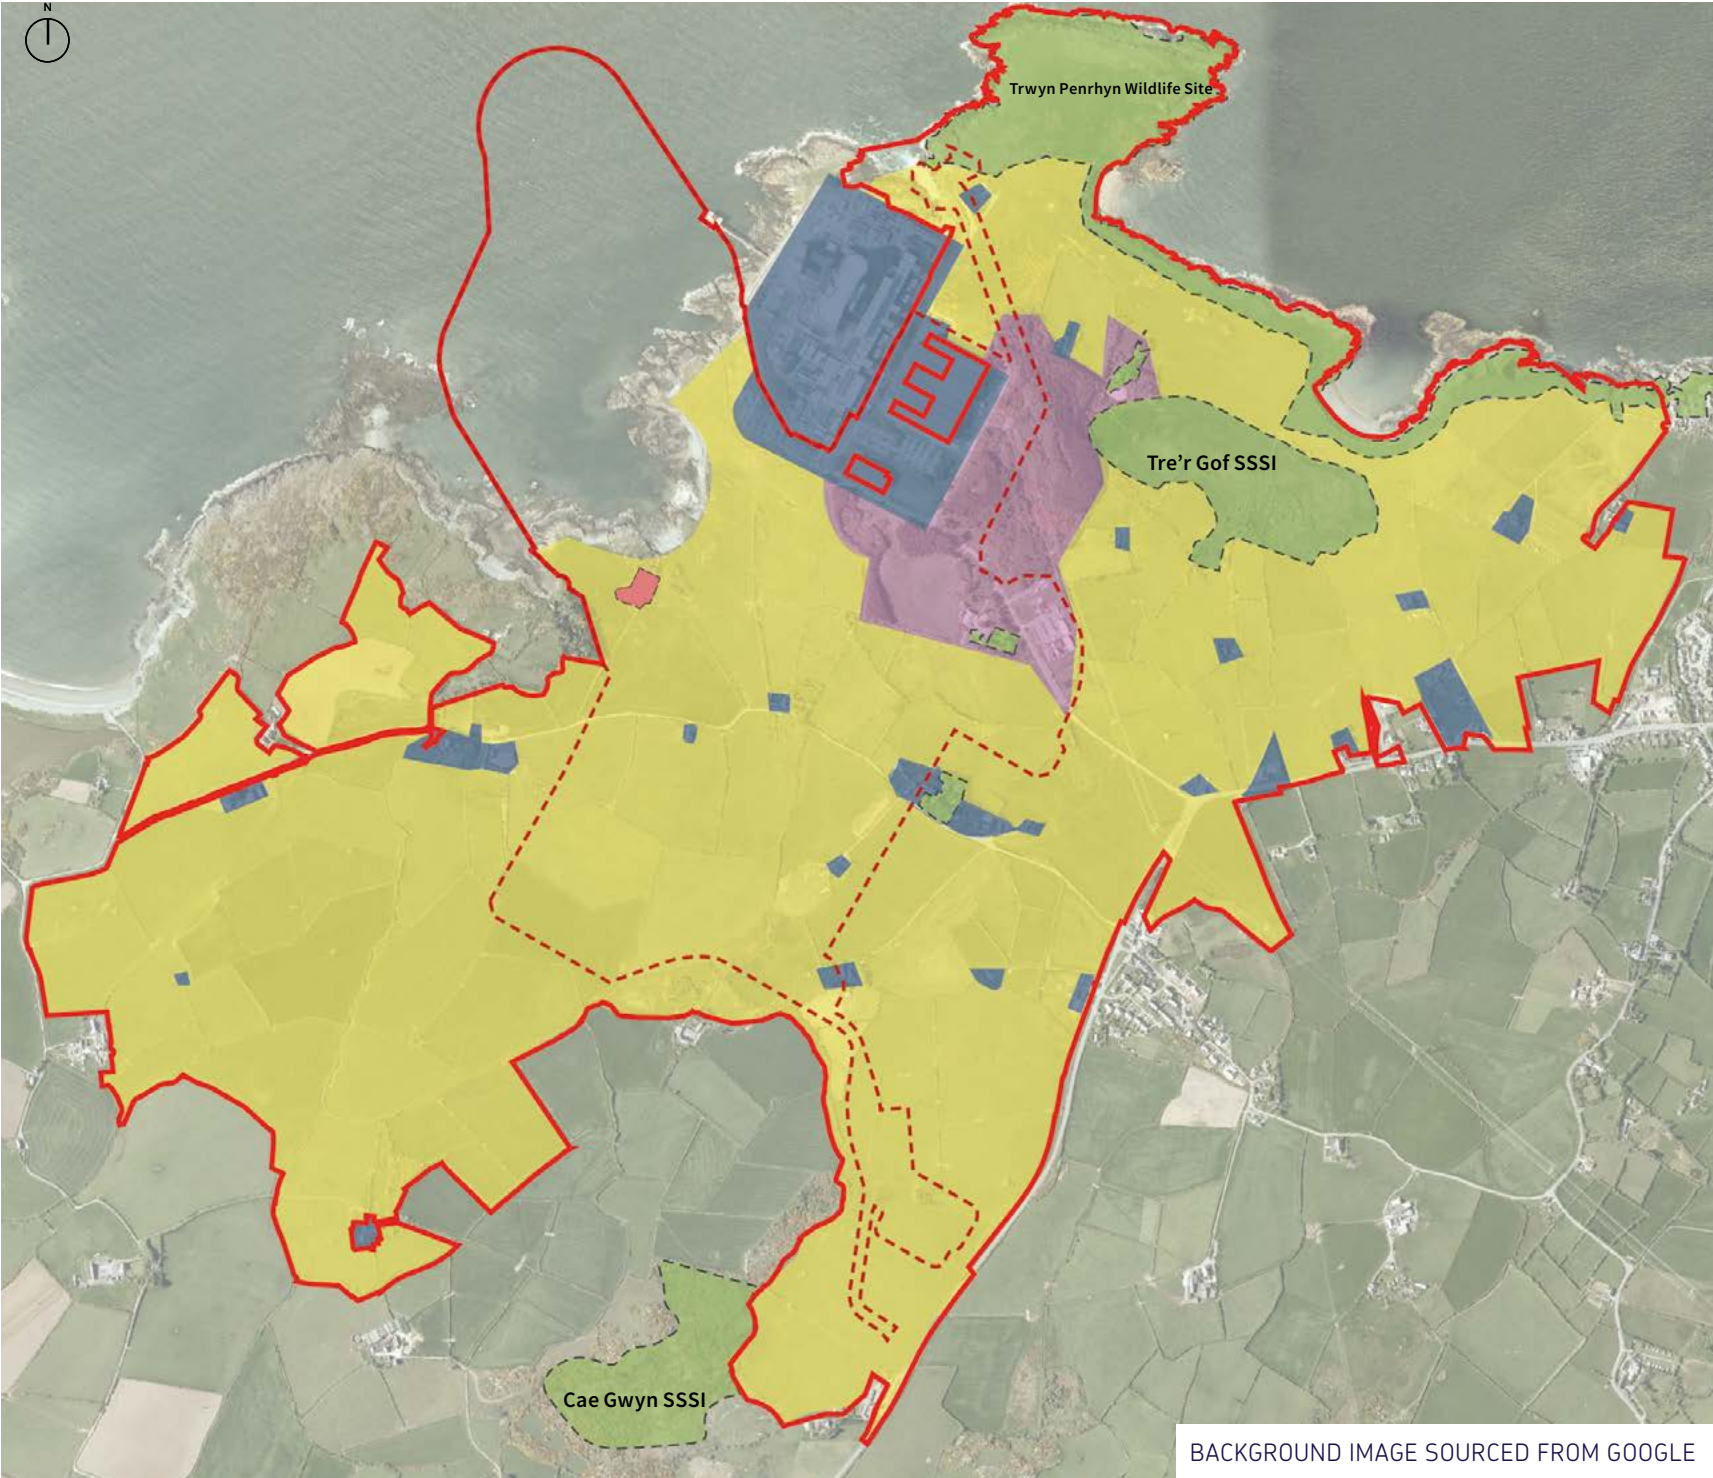 N
Trwyn Penrhyn Wildlife Site
Tre'r Gof SSSI
Cae Gwyn SSSI
BACKGROUND IMAGE SOURCED FROM GOOGLE